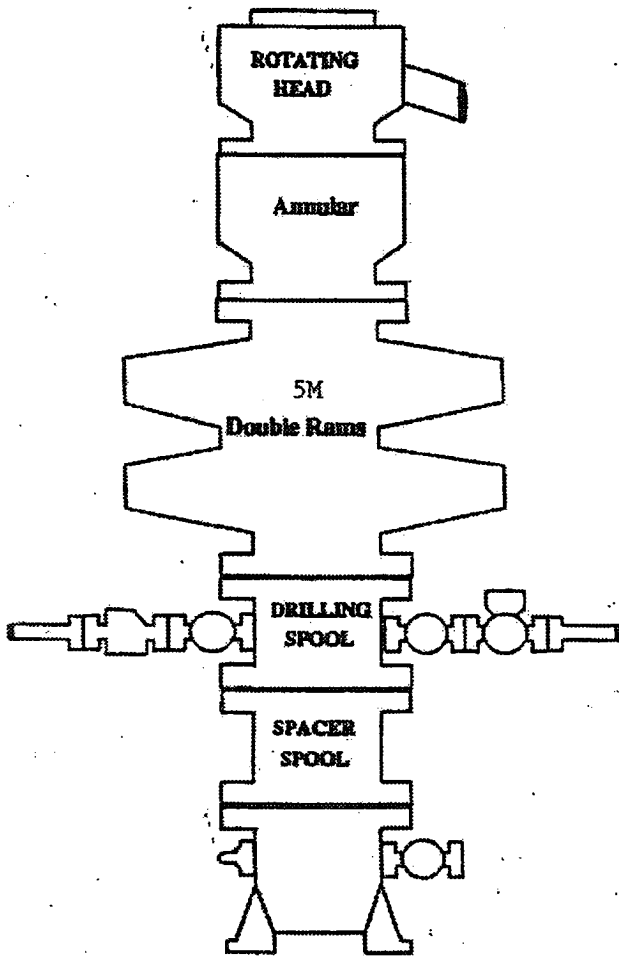 ROTATING
HEAD
Annular
5M
Double Rams
DRILLING
SPOOL
SPACER
SPOOL